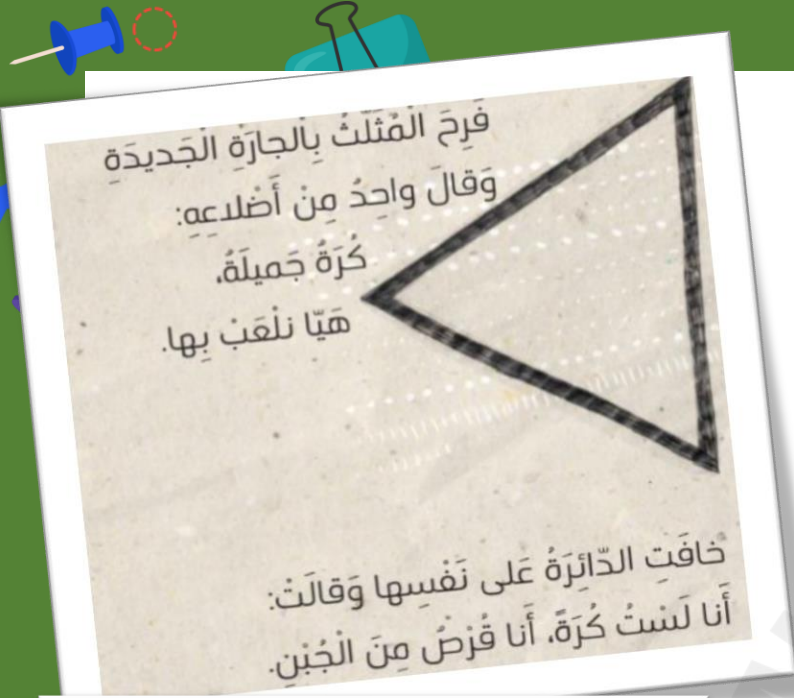 فَرِحَ الْمُثَلَّثُ بِالْجارَةِ الْجَديدَةِ
وَقالَ واحِدٌ مِنْ أَضْلاعِهِ:
كُرَةٌ جَميلَةٌ،
هَيّا نلْعَبْ بِها.
خافَتِ الدّائِرَةُ عَلى نَفْسِها وَقالَتْ:
أَنا لَسْتُ كُرَةً، أَنا قُرْصٌ مِنَ الْجُبْنِ.